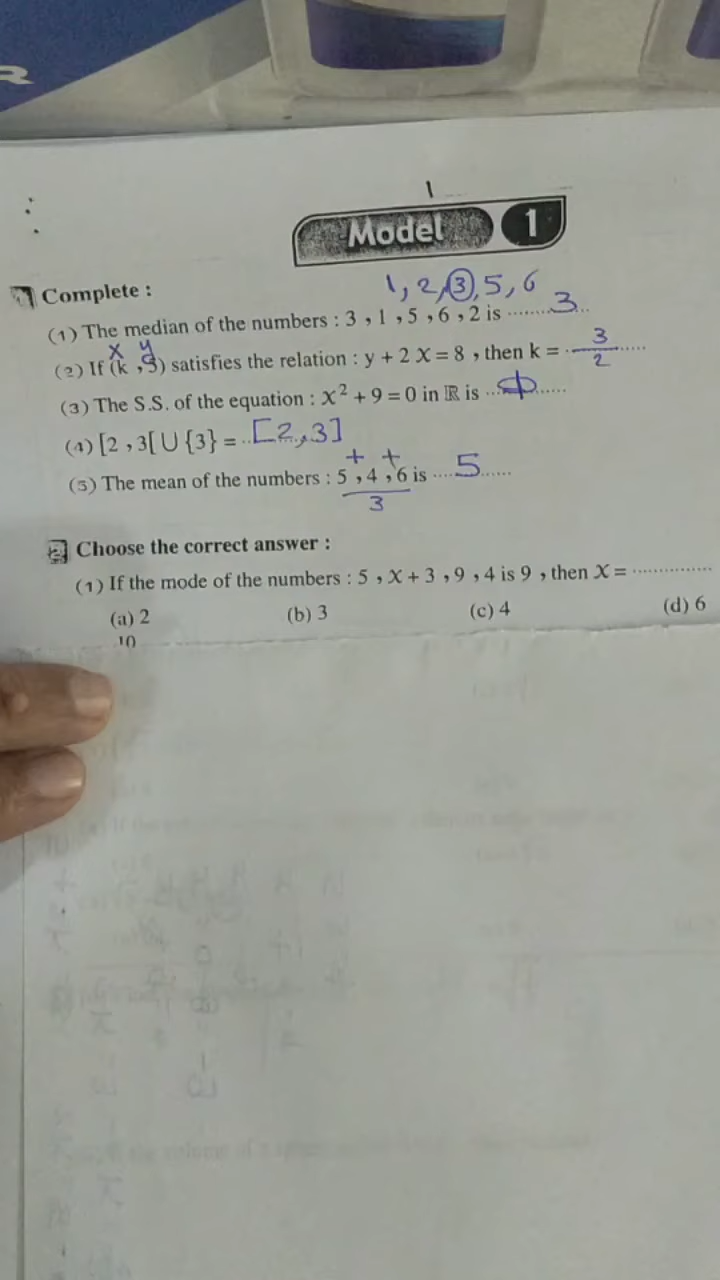 R
1
Model 1
1 Complete :
1, 2, 3, 5, 6
(1) The median of the numbers : 3 , 1 , 5 , 6 , 2 is ........ 3 ...
x y
(2) If (k , 3) satisfies the relation : y + 2 X = 8 , then k = 3/2 ......
(3) The S.S. of the equation : X² + 9 = 0 in ℝ is ... Φ ......
(4) [2 , 3[ ∪ {3} = .. [2,3]
+ +
(5) The mean of the numbers : 5 , 4 , 6 is .... 5 ......
3
2 Choose the correct answer :
(1) If the mode of the numbers : 5 , X + 3 , 9 , 4 is 9 , then X = ...............
(a) 2 (b) 3 (c) 4 (d) 6